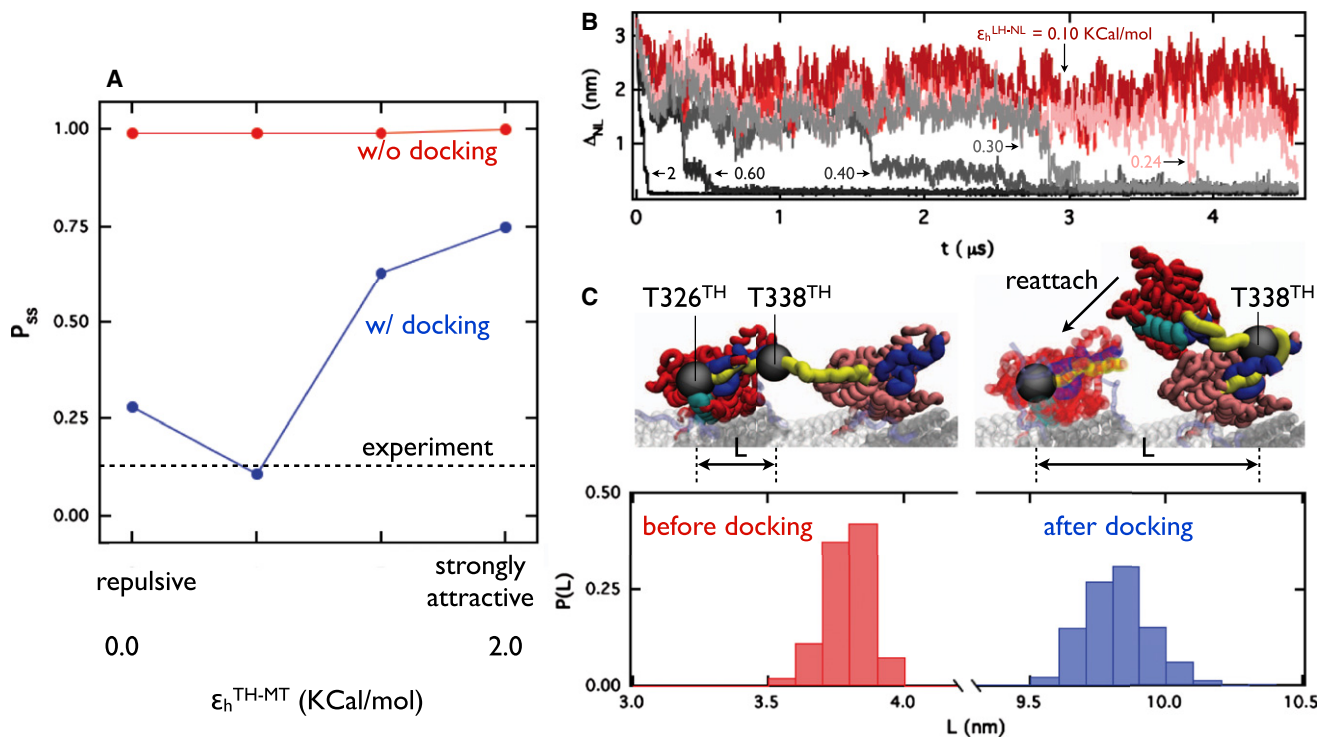 A
1.00
0.75
0.50
0.25
0.00
Pss
w/o docking
w/ docking
experiment
repulsive
strongly
attractive
0.0
2.0
εhTH-MT (KCal/mol)
B
3
2
1
ΔNL (nm)
εhLH-NL = 0.10 KCal/mol
2
0.60
0.40
0.30
0.24
0
1
2
3
4
t ( μs)
C
T326TH
T338TH
L
reattach
T338TH
L
0.50
0.25
0.00
P(L)
before docking
after docking
3.0
3.5
4.0
9.5
10.0
10.5
L (nm)